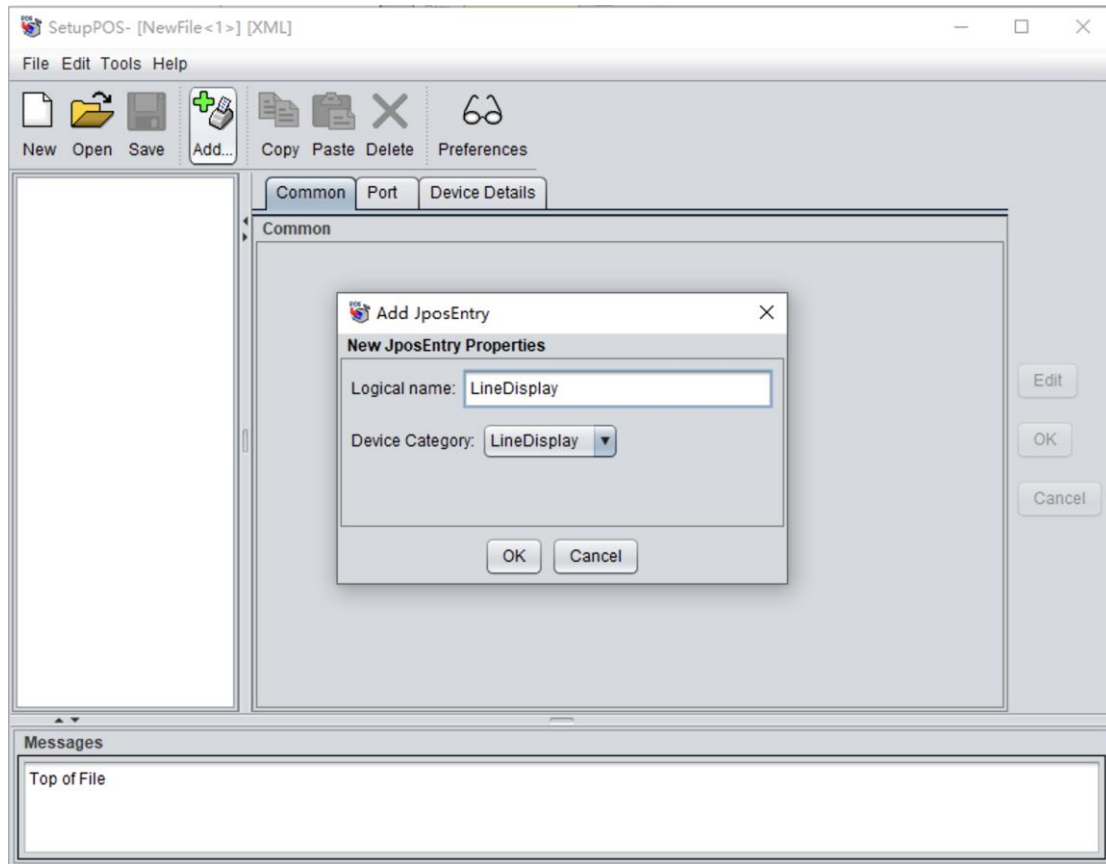 SetupPOS- [NewFile<1>] [XML]
File Edit Tools Help
New Open Save Add... Copy Paste Delete Preferences
Common Port Device Details
Common
Add JposEntry
New JposEntry Properties
Logical name: LineDisplay
Device Category: LineDisplay
OK Cancel
Edit
OK
Cancel
Messages
Top of File